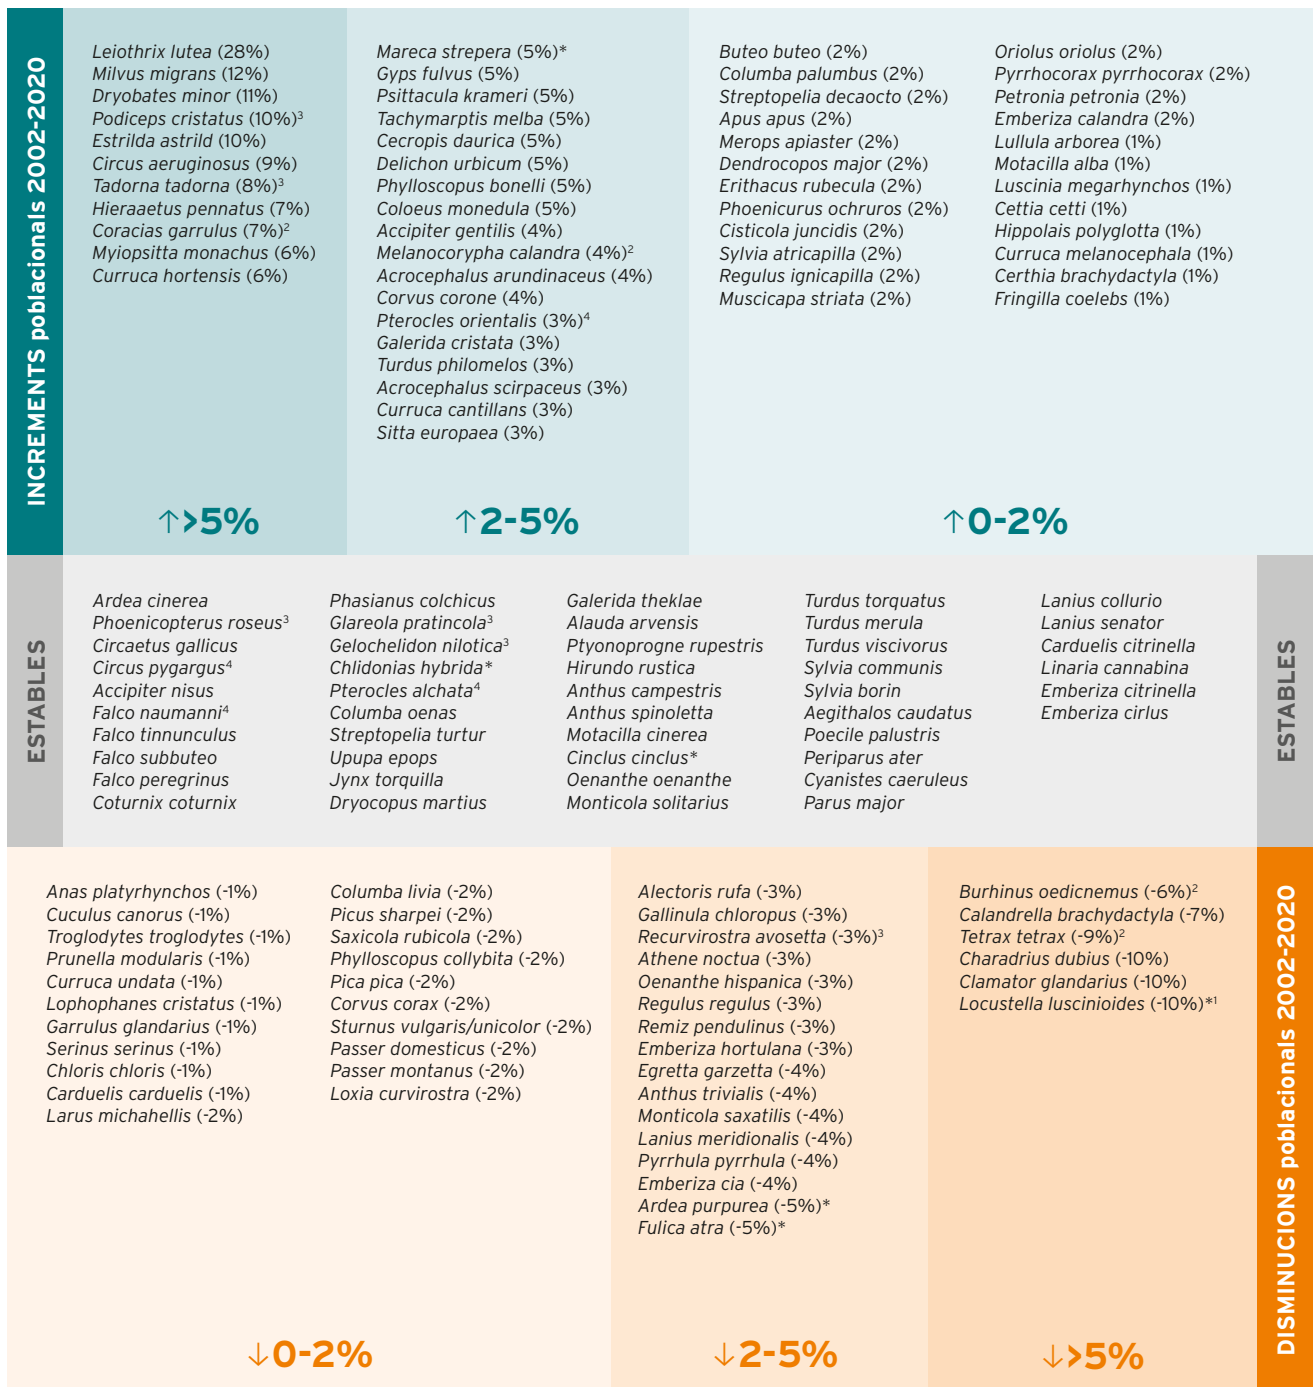 INCREMENTS poblacionals 2002-2020
Leiothrix lutea (28%)
Milvus migrans (12%)
Dryobates minor (11%)
Podiceps cristatus (10%)³
Estrilda astrild (10%)
Circus aeruginosus (9%)
Tadorna tadorna (8%)³
Hieraaetus pennatus (7%)
Coracias garrulus (7%)²
Myiopsitta monachus (6%)
Curruca hortensis (6%)
↑>5%
Mareca strepera (5%)*
Gyps fulvus (5%)
Psittacula krameri (5%)
Tachymarptis melba (5%)
Cecropis daurica (5%)
Delichon urbicum (5%)
Phylloscopus bonelli (5%)
Coloeus monedula (5%)
Accipiter gentilis (4%)
Melanocorypha calandra (4%)²
Acrocephalus arundinaceus (4%)
Corvus corone (4%)
Pterocles orientalis (3%)⁴
Galerida cristata (3%)
Turdus philomelos (3%)
Acrocephalus scirpaceus (3%)
Curruca cantillans (3%)
Sitta europaea (3%)
↑2-5%
Buteo buteo (2%)
Columba palumbus (2%)
Streptopelia decaocto (2%)
Apus apus (2%)
Merops apiaster (2%)
Dendrocopos major (2%)
Erithacus rubecula (2%)
Phoenicurus ochruros (2%)
Cisticola juncidis (2%)
Sylvia atricapilla (2%)
Regulus ignicapilla (2%)
Muscicapa striata (2%)
Oriolus oriolus (2%)
Pyrrhocorax pyrrhocorax (2%)
Petronia petronia (2%)
Emberiza calandra (2%)
Lullula arborea (1%)
Motacilla alba (1%)
Luscinia megarhynchos (1%)
Cettia cetti (1%)
Hippolais polyglotta (1%)
Curruca melanocephala (1%)
Certhia brachydactyla (1%)
Fringilla coelebs (1%)
↑0-2%
ESTABLES
Ardea cinerea
Phoenicopterus roseus³
Circaetus gallicus
Circus pygargus⁴
Accipiter nisus
Falco naumanni⁴
Falco tinnunculus
Falco subbuteo
Falco peregrinus
Coturnix coturnix
Phasianus colchicus
Glareola pratincola³
Gelochelidon nilotica³
Chlidonias hybrida*
Pterocles alchata⁴
Columba oenas
Streptopelia turtur
Upupa epops
Jynx torquilla
Dryocopus martius
Galerida theklae
Alauda arvensis
Ptyonoprogne rupestris
Hirundo rustica
Anthus campestris
Anthus spinoletta
Motacilla cinerea
Cinclus cinclus*
Oenanthe oenanthe
Monticola solitarius
Turdus torquatus
Turdus merula
Turdus viscivorus
Sylvia communis
Sylvia borin
Aegithalos caudatus
Poecile palustris
Periparus ater
Cyanistes caeruleus
Parus major
Lanius collurio
Lanius senator
Carduelis citrinella
Linaria cannabina
Emberiza citrinella
Emberiza cirlus
ESTABLES
Anas platyrhynchos (-1%)
Cuculus canorus (-1%)
Troglodytes troglodytes (-1%)
Prunella modularis (-1%)
Curruca undata (-1%)
Lophophanes cristatus (-1%)
Garrulus glandarius (-1%)
Serinus serinus (-1%)
Chloris chloris (-1%)
Carduelis carduelis (-1%)
Larus michahellis (-2%)
Columba livia (-2%)
Picus sharpei (-2%)
Saxicola rubicola (-2%)
Phylloscopus collybita (-2%)
Pica pica (-2%)
Corvus corax (-2%)
Sturnus vulgaris/unicolor (-2%)
Passer domesticus (-2%)
Passer montanus (-2%)
Loxia curvirostra (-2%)
↓0-2%
Alectoris rufa (-3%)
Gallinula chloropus (-3%)
Recurvirostra avosetta (-3%)³
Athene noctua (-3%)
Oenanthe hispanica (-3%)
Regulus regulus (-3%)
Remiz pendulinus (-3%)
Emberiza hortulana (-3%)
Egretta garzetta (-4%)
Anthus trivialis (-4%)
Monticola saxatilis (-4%)
Lanius meridionalis (-4%)
Pyrrhula pyrrhula (-4%)
Emberiza cia (-4%)
Ardea purpurea (-5%)*
Fulica atra (-5%)*
↓2-5%
Burhinus oedicnemus (-6%)²
Calandrella brachydactyla (-7%)
Tetrax tetrax (-9%)²
Charadrius dubius (-10%)
Clamator glandarius (-10%)
Locustella luscinioides (-10%)*¹
↓>5%
DISMINUCIONS poblacionals 2002-2020